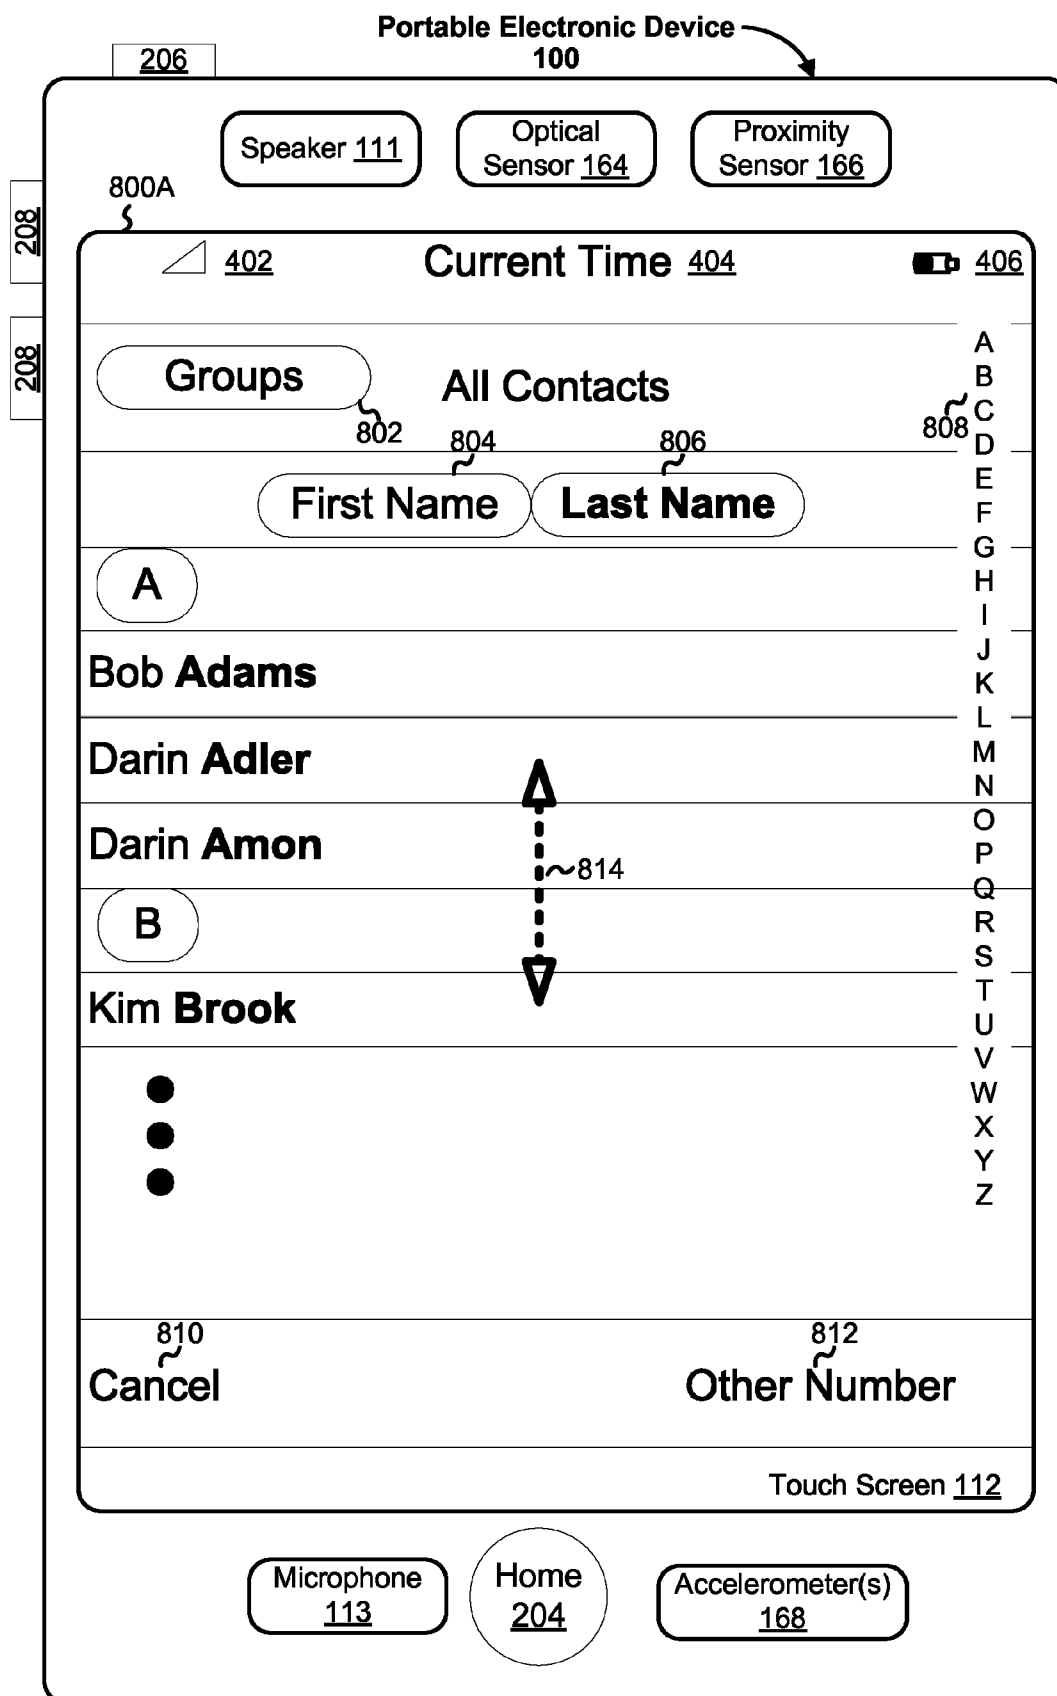 Portable Electronic Device
100
206
Speaker 111
Optical
Sensor 164
Proximity
Sensor 166
800A
208
208
402
Current Time 404
406
Groups
802
All Contacts
808
804
806
First Name
Last Name
A
Bob Adams
Darin Adler
Darin Amon
814
B
Kim Brook
A
B
C
D
E
F
G
H
I
J
K
L
M
N
O
P
Q
R
S
T
U
V
W
X
Y
Z
810
812
Cancel
Other Number
Touch Screen 112
Microphone
113
Home
204
Accelerometer(s)
168